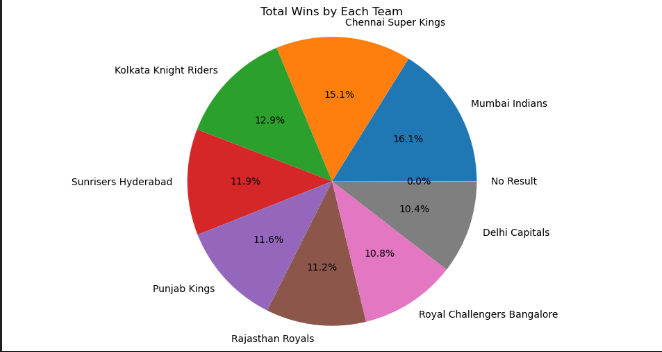 Total Wins by Each Team
Chennai Super Kings
Kolkata Knight Riders
Mumbai Indians
15.1%
12.9%
16.1%
Sunrisers Hyderabad
11.9%
0.0%
No Result
10.4%
Delhi Capitals
11.6%
10.8%
11.2%
Punjab Kings
Royal Challengers Bangalore
Rajasthan Royals